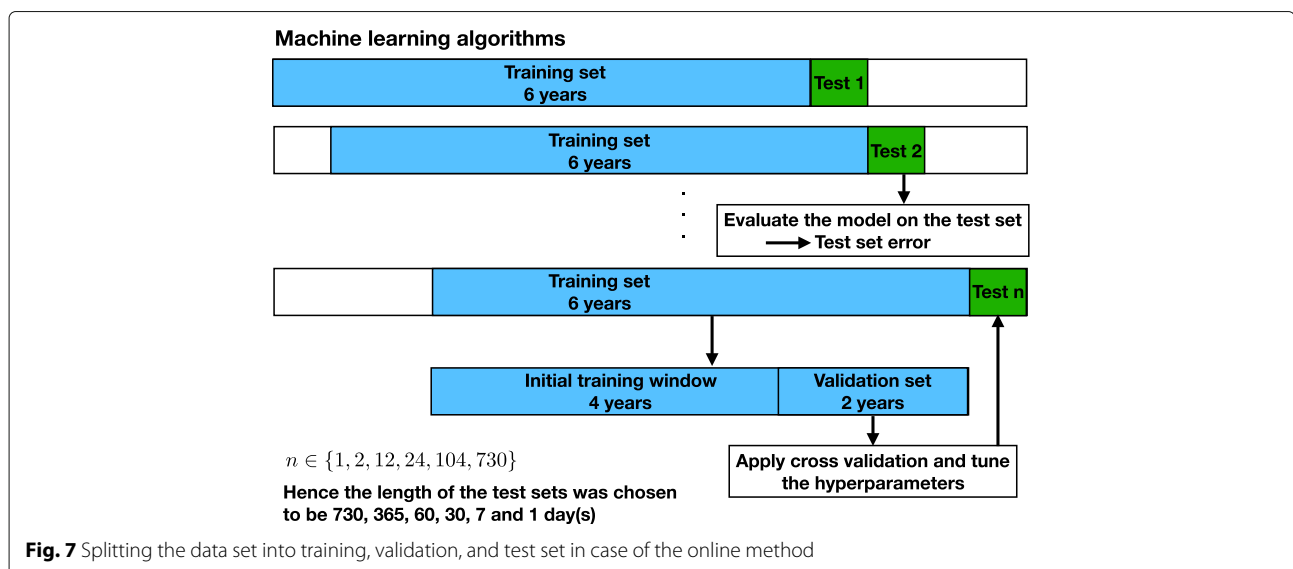 Machine learning algorithms
Training set
6 years
Test 1
Training set
6 years
Test 2
.
.
.
Evaluate the model on the test set
Test set error
Training set
6 years
Test n
Initial training window
4 years
Validation set
2 years
n ∈ {1, 2, 12, 24, 104, 730}
Hence the length of the test sets was chosen
to be 730, 365, 60, 30, 7 and 1 day(s)
Apply cross validation and tune
the hyperparameters
Fig. 7 Splitting the data set into training, validation, and test set in case of the online method